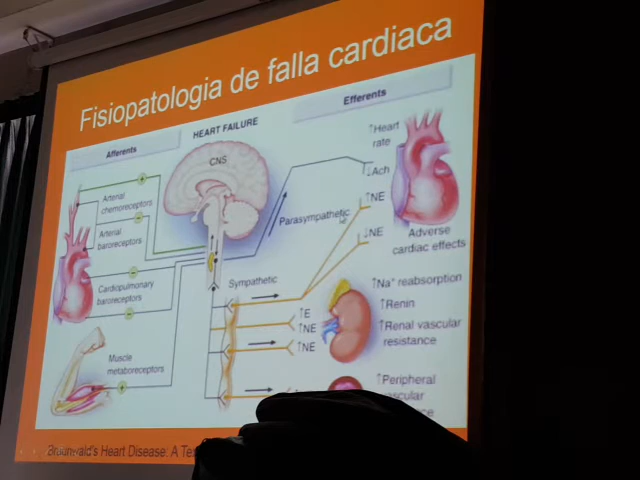 Fisiopatologia de falla cardiaca
HEART FAILURE
Afferents
Efferents
CNS
↑Heart
rate
↓Ach
↑NE
↓NE
Arterial
chemoreceptors
Arterial
baroreceptors
Parasympathetic
Adverse
cardiac effects
Cardiopulmonary
baroreceptors
Sympathetic
↑Na⁺ reabsorption
↑Renin
↑Renal vascular
resistance
↑E
↑NE
↑NE
Muscle
metaboreceptors
↑Peripheral
Braunwald's Heart Disease: A